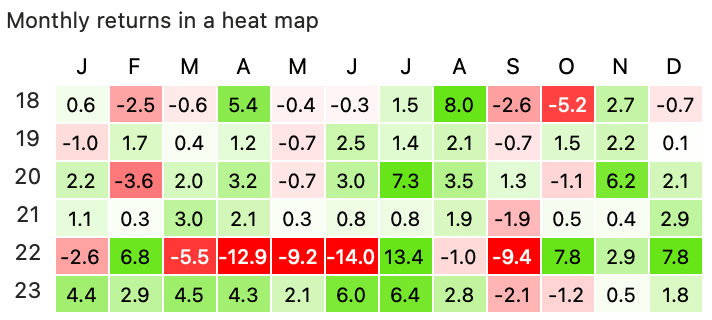 Monthly returns in a heat map
J F M A M J J A S O N D
18 0.6 -2.5 -0.6 5.4 -0.4 -0.3 1.5 8.0 -2.6 -5.2 2.7 -0.7
19 -1.0 1.7 0.4 1.2 -0.7 2.5 1.4 2.1 -0.7 1.5 2.2 0.1
20 2.2 -3.6 2.0 3.2 -0.7 3.0 7.3 3.5 1.3 -1.1 6.2 2.1
21 1.1 0.3 3.0 2.1 0.3 0.8 0.8 1.9 -1.9 0.5 0.4 2.9
22 -2.6 6.8 -5.5 -12.9 -9.2 -14.0 13.4 -1.0 -9.4 7.8 2.9 7.8
23 4.4 2.9 4.5 4.3 2.1 6.0 6.4 2.8 -2.1 -1.2 0.5 1.8